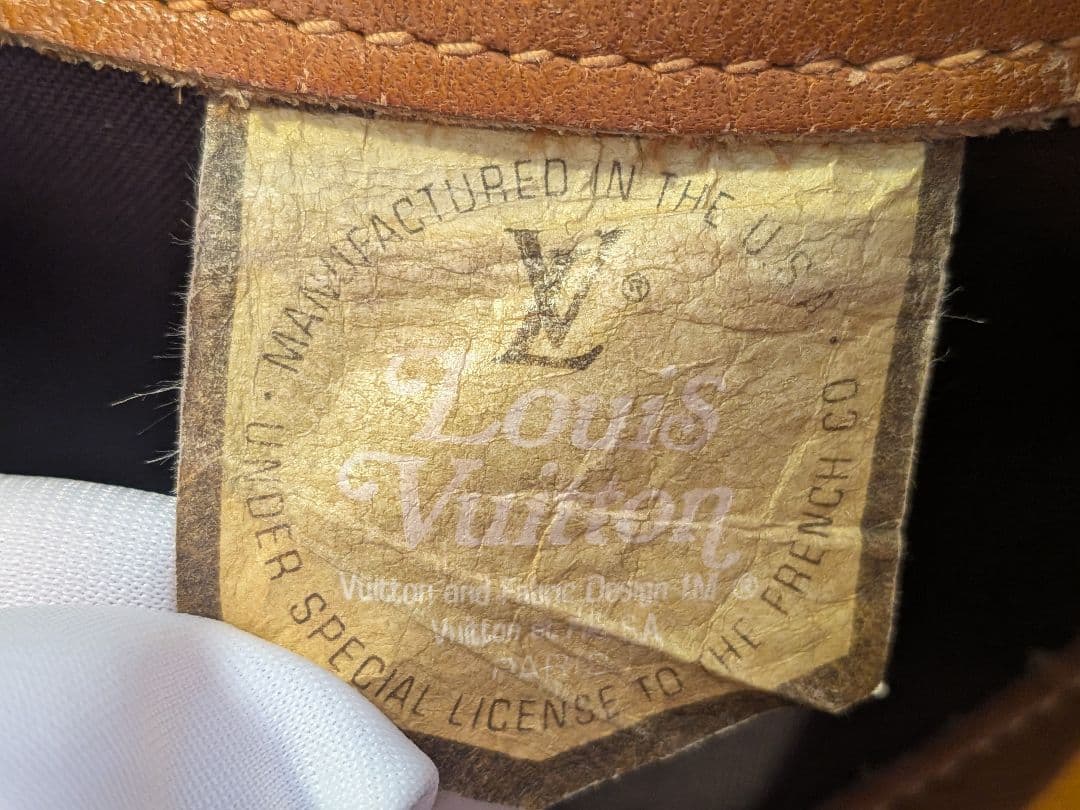 · MANUFACTURED IN THE U.S.A. ·
UNDER SPECIAL LICENSE TO THE FRENCH CO
LV ®
Louis
Vuitton
Vuitton and Fabric Design TM ®
Vuitton et
PARIS